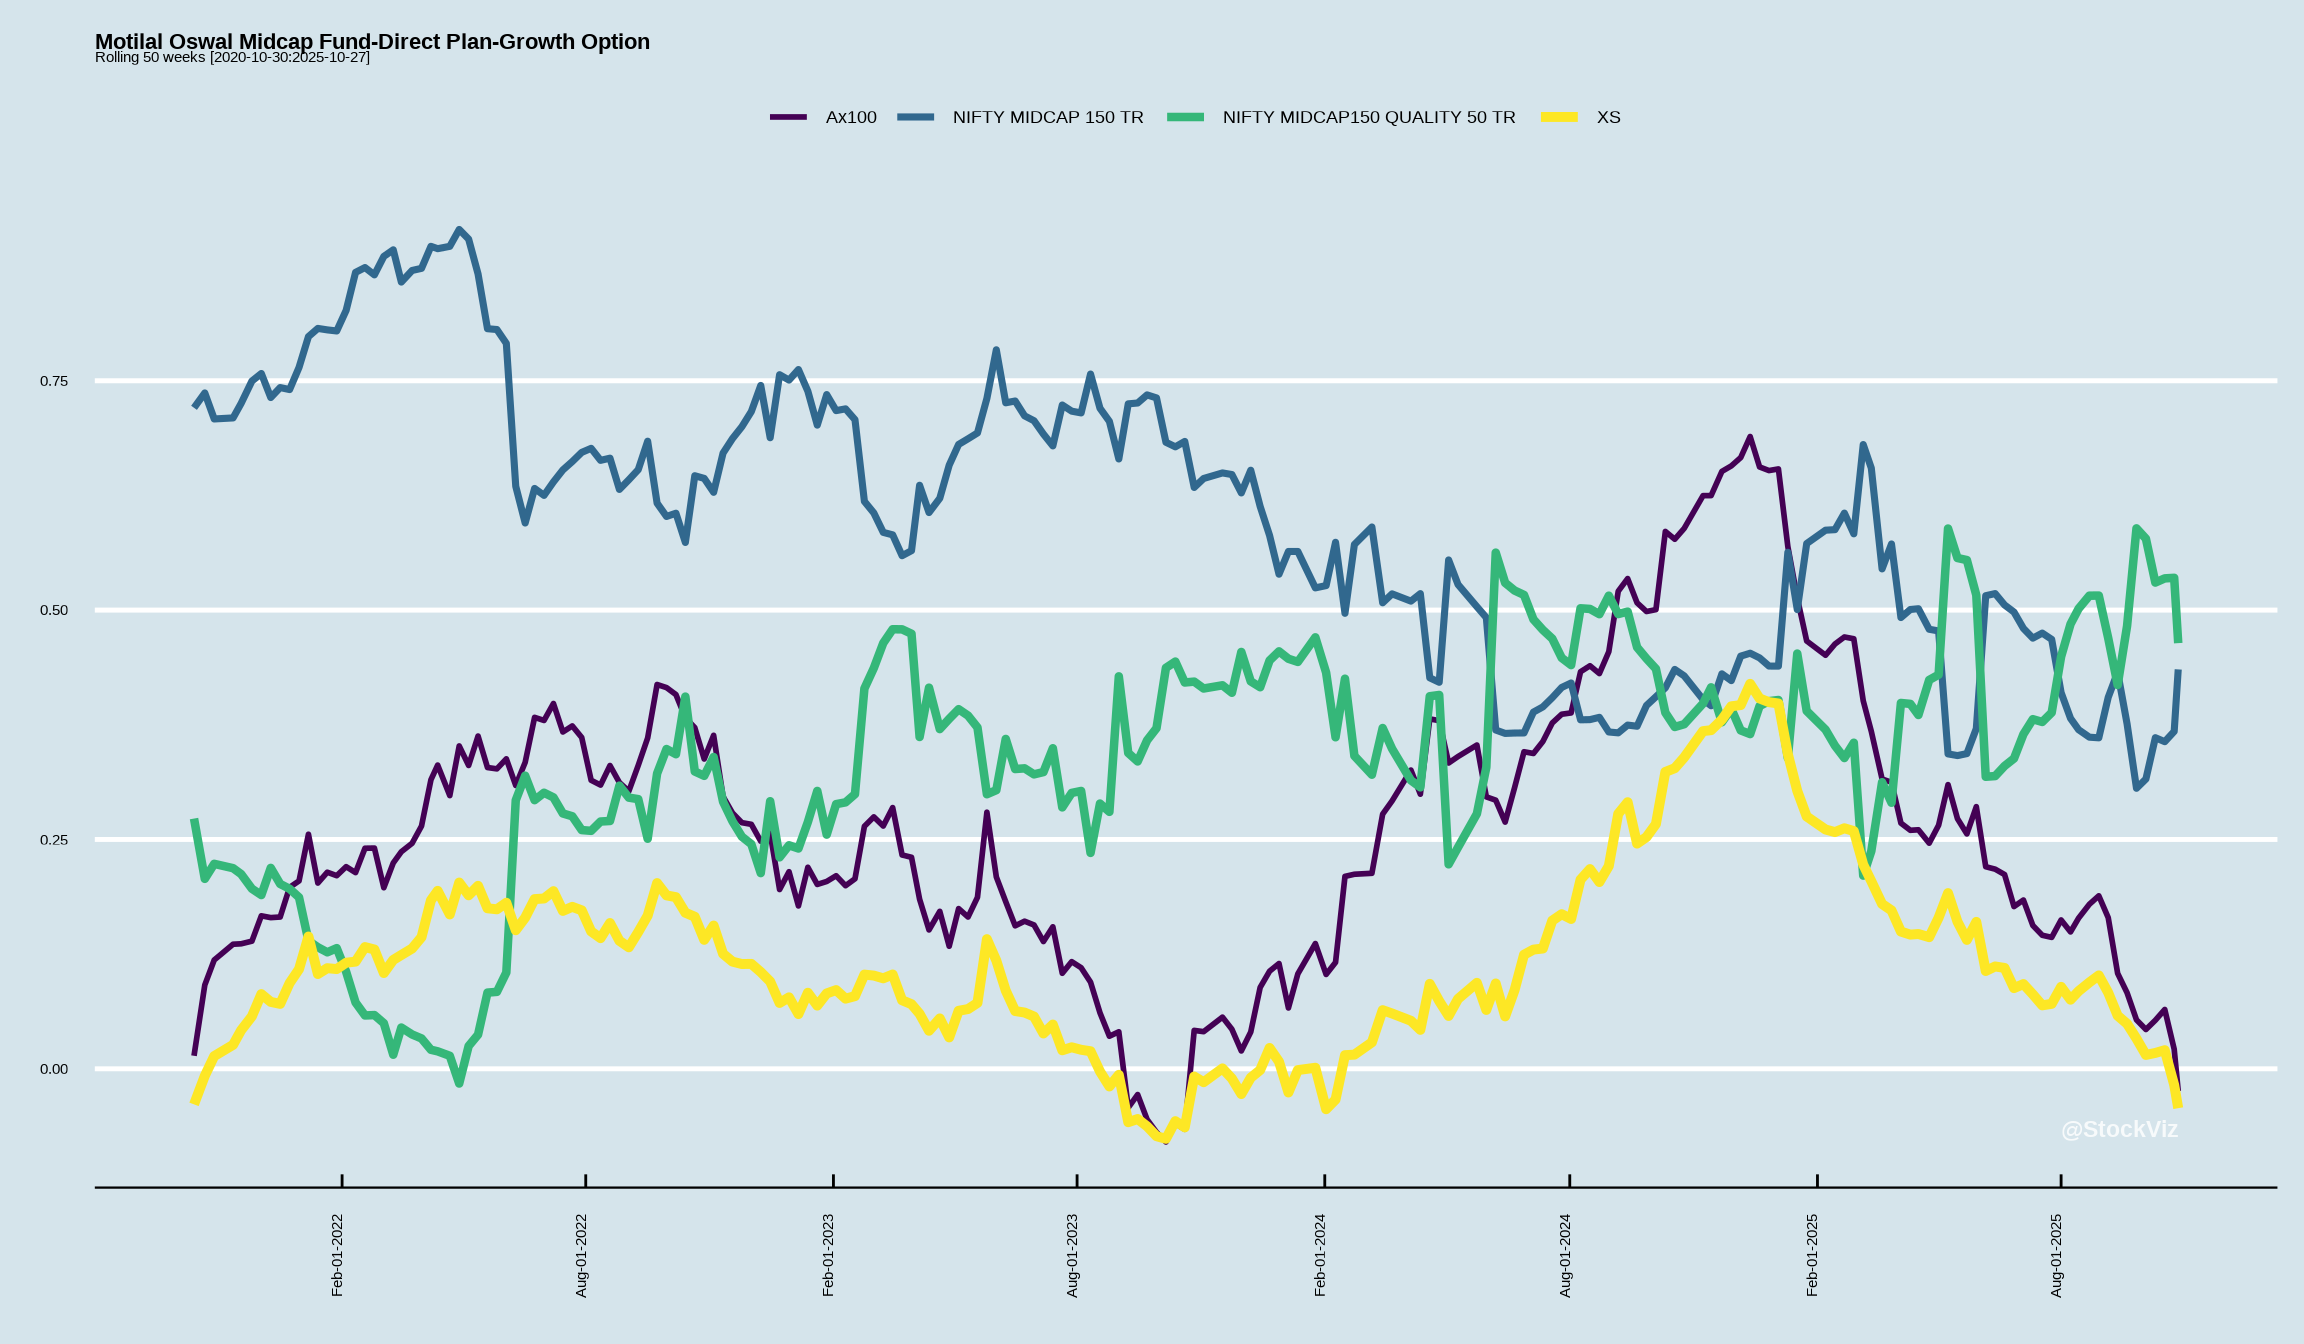 Motilal Oswal Midcap Fund-Direct Plan-Growth Option
Rolling 50 weeks [2020-10-30:2025-10-27]
Ax100 NIFTY MIDCAP 150 TR NIFTY MIDCAP150 QUALITY 50 TR XS
0.75
0.50
0.25
0.00
@StockViz
Feb-01-2022
Aug-01-2022
Feb-01-2023
Aug-01-2023
Feb-01-2024
Aug-01-2024
Feb-01-2025
Aug-01-2025